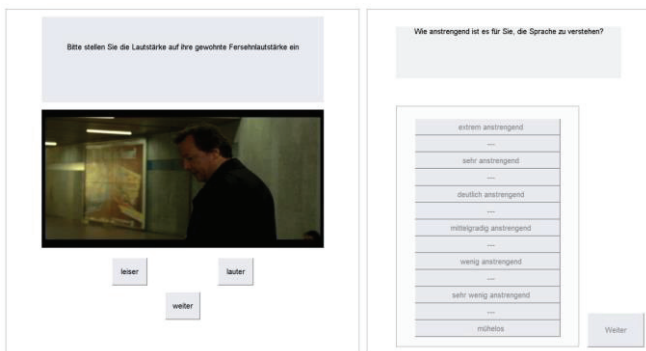 Bitte stellen Sie die Lautstärke auf ihre gewohnte Fersehnlautstärke ein
leiser
lauter
weiter
Wie anstrengend ist es für Sie, die Sprache zu verstehen?
extrem anstrengend
---
sehr anstrengend
---
deutlich anstrengend
---
mittelgradig anstrengend
---
wenig anstrengend
---
sehr wenig anstrengend
---
mühelos
Weiter